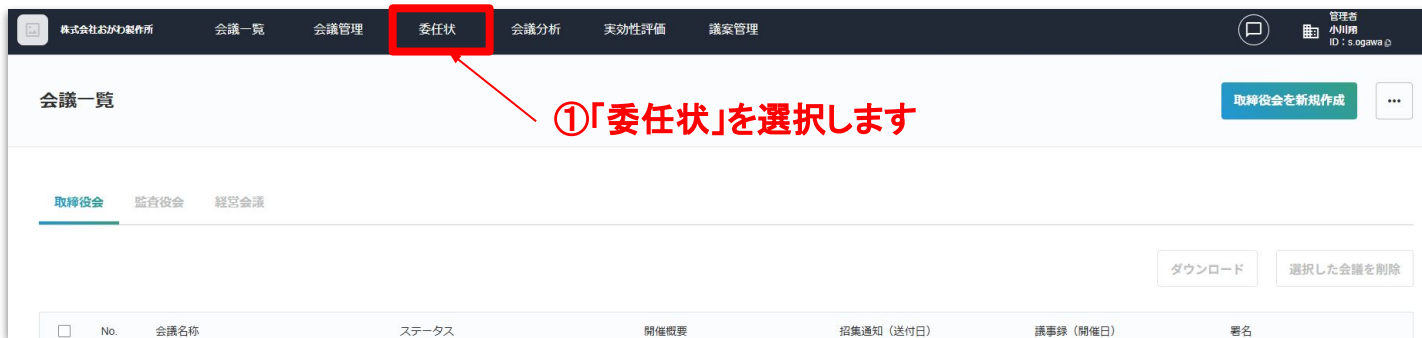 株式会社おがわ製作所 会議一覧 会議管理 委任状 会議分析 実効性評価 議案管理
管理者
小川翔
ID：s.ogawa
会議一覧
取締役会を新規作成 …
①「委任状」を選択します
取締役会 監査役会 経営会議
ダウンロード 選択した会議を削除
No. 会議名称 ステータス 開催概要 招集通知（送付日） 議事録（開催日） 署名